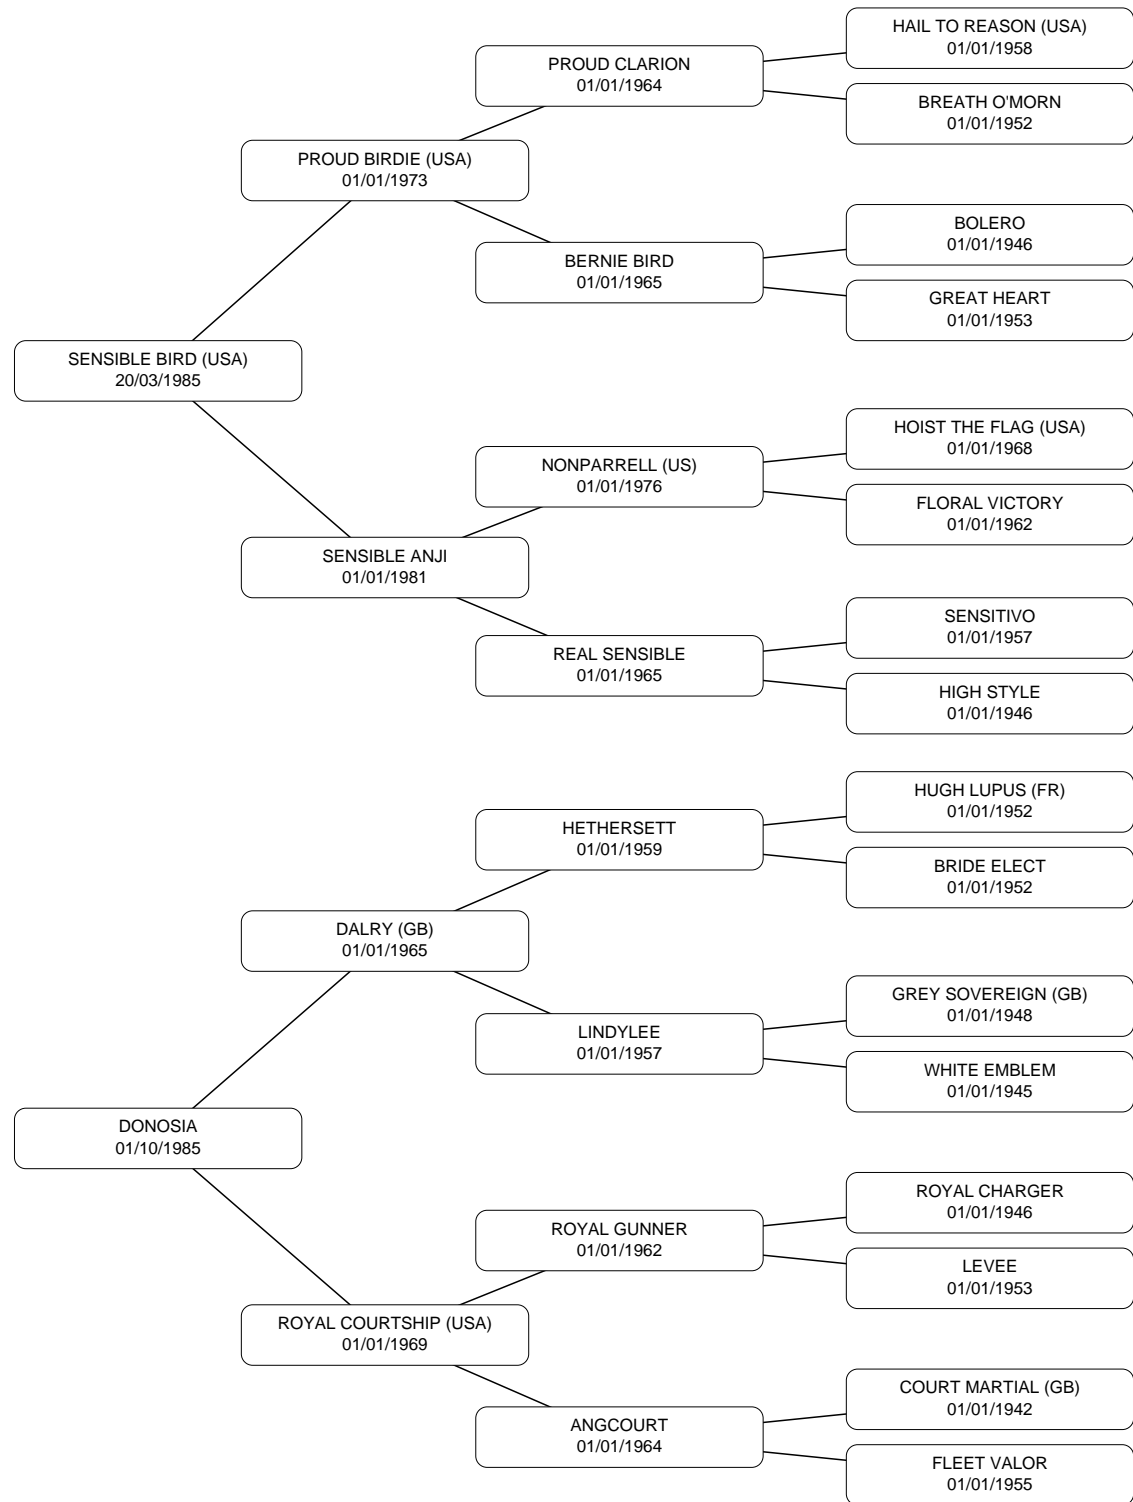 HAIL TO REASON (USA)
01/01/1958
PROUD CLARION
01/01/1964
BREATH O'MORN
01/01/1952
PROUD BIRDIE (USA)
01/01/1973
BOLERO
01/01/1946
BERNIE BIRD
01/01/1965
GREAT HEART
01/01/1953
SENSIBLE BIRD (USA)
20/03/1985
HOIST THE FLAG (USA)
01/01/1968
NONPARRELL (US)
01/01/1976
FLORAL VICTORY
01/01/1962
SENSIBLE ANJI
01/01/1981
SENSITIVO
01/01/1957
REAL SENSIBLE
01/01/1965
HIGH STYLE
01/01/1946
HUGH LUPUS (FR)
01/01/1952
HETHERSETT
01/01/1959
BRIDE ELECT
01/01/1952
DALRY (GB)
01/01/1965
GREY SOVEREIGN (GB)
01/01/1948
LINDYLEE
01/01/1957
WHITE EMBLEM
01/01/1945
DONOSIA
01/10/1985
ROYAL CHARGER
01/01/1946
ROYAL GUNNER
01/01/1962
LEVEE
01/01/1953
ROYAL COURTSHIP (USA)
01/01/1969
COURT MARTIAL (GB)
01/01/1942
ANGCOURT
01/01/1964
FLEET VALOR
01/01/1955